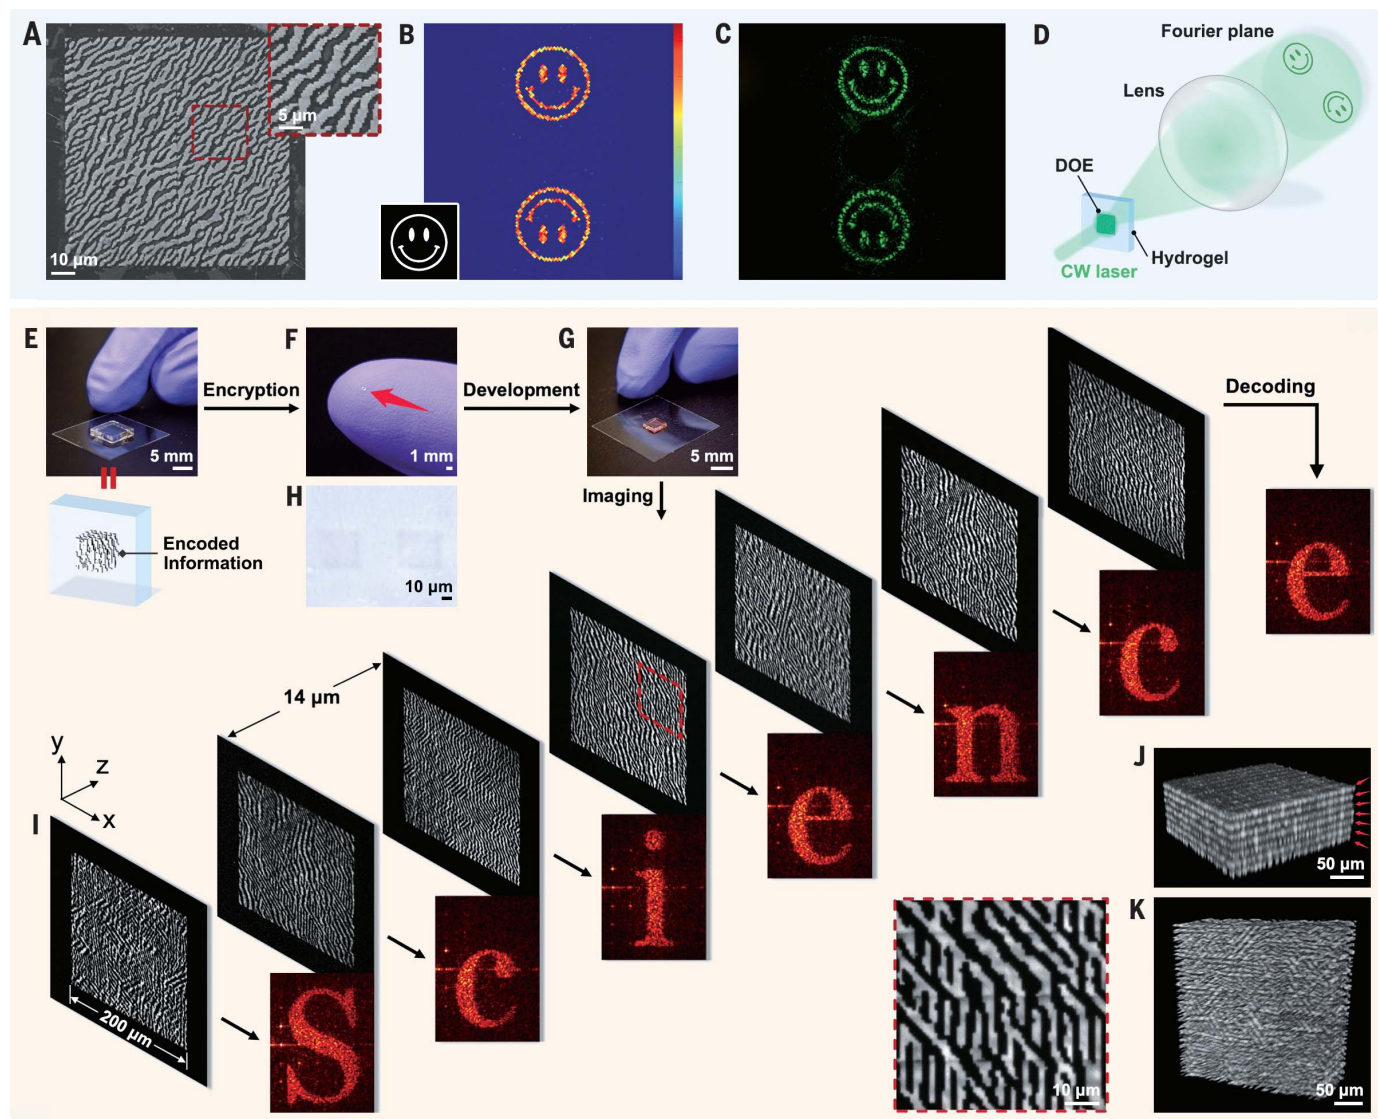 A
5 µm
10 µm
B
C
D
Fourier plane
Lens
DOE
Hydrogel
CW laser
E
5 mm
Encryption
F
1 mm
Development
G
5 mm
Decoding
Encoded
Information
H
10 µm
Imaging
e
c
n
e
i
c
S
14 µm
y
z
x
I
200 µm
10 µm
J
50 µm
K
50 µm